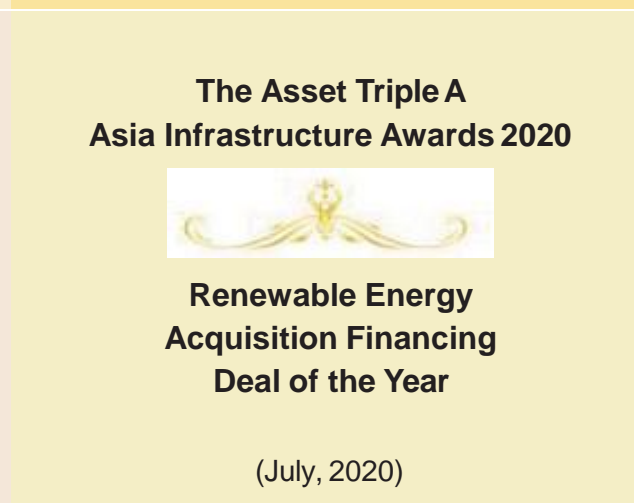 The Asset Triple A
Asia Infrastructure Awards 2020
Renewable Energy
Acquisition Financing
Deal of the Year
(July, 2020)